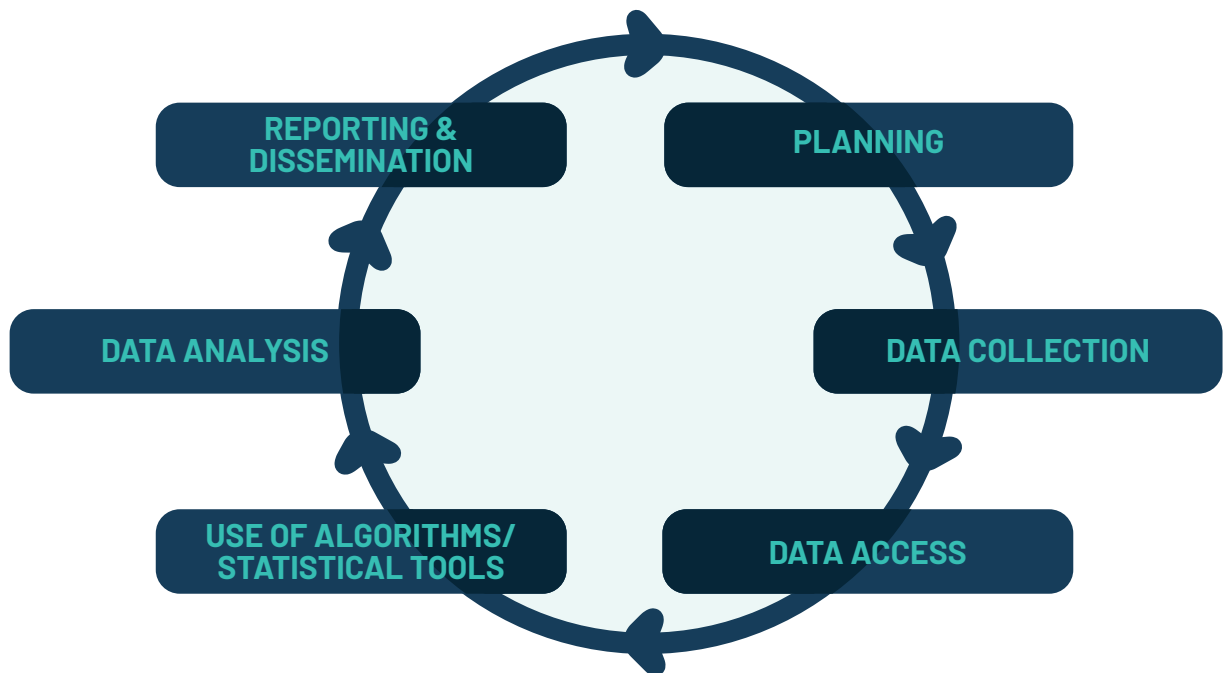 REPORTING &
DISSEMINATION
PLANNING
DATA ANALYSIS
DATA COLLECTION
USE OF ALGORITHMS/
STATISTICAL TOOLS
DATA ACCESS